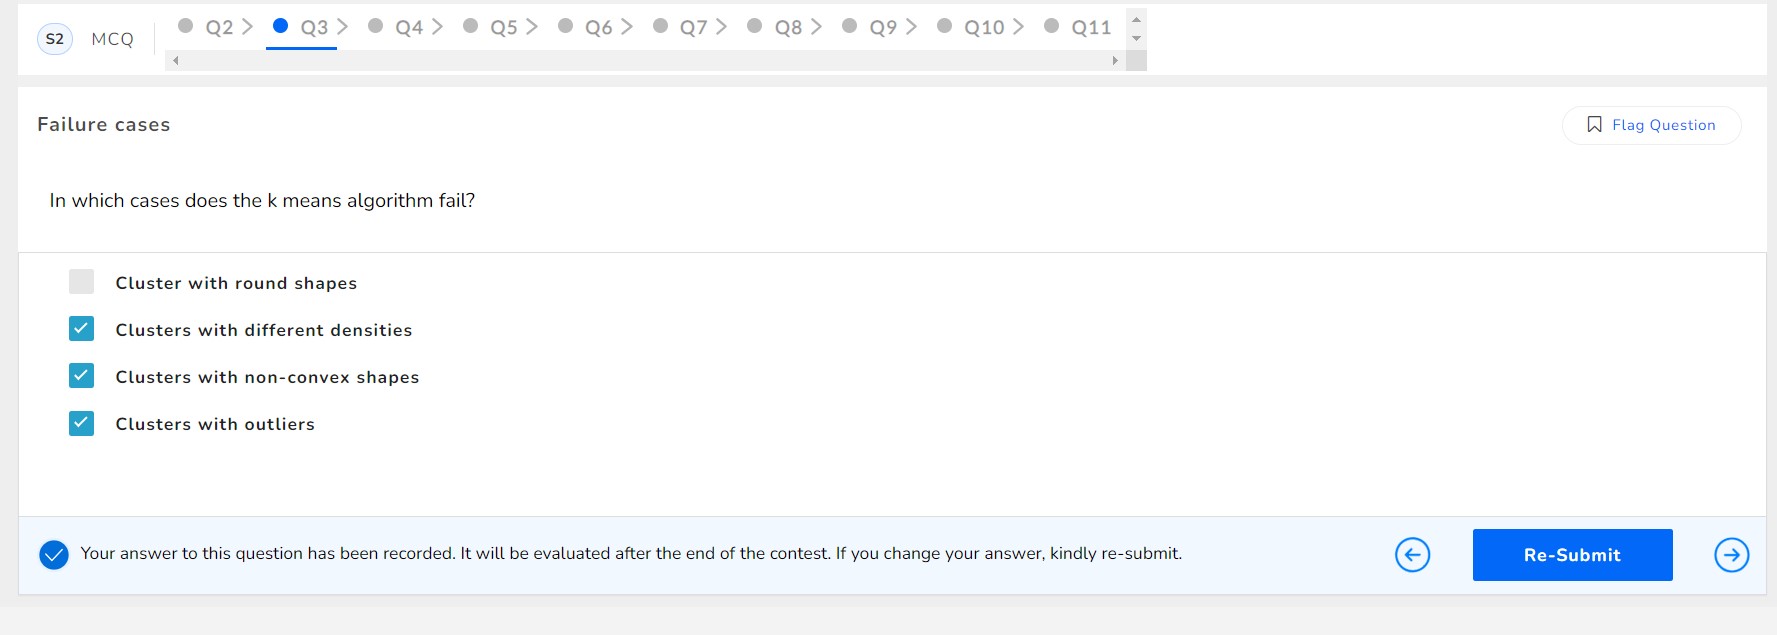 S2 MCQ Q2 Q3 Q4 Q5 Q6 Q7 Q8 Q9 Q10 Q11
Failure cases
Flag Question
In which cases does the k means algorithm fail?
Cluster with round shapes
Clusters with different densities
Clusters with non-convex shapes
Clusters with outliers
Your answer to this question has been recorded. It will be evaluated after the end of the contest. If you change your answer, kindly re-submit.
Re-Submit